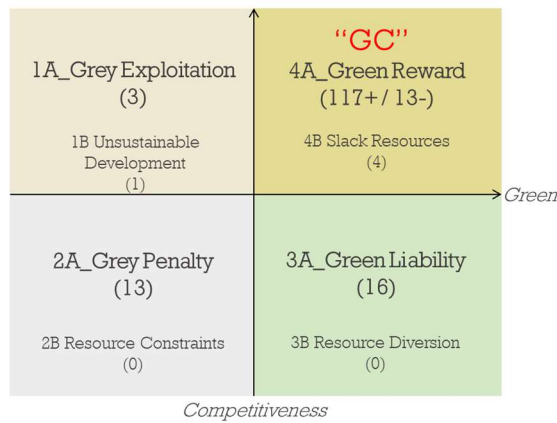 1A_Grey Exploitation
(3)
1B Unsustainable
Development
(1)
“GC”
4A_Green Reward
(117+ / 13-)
4B Slack Resources
(4)
Green
2A_Grey Penalty
(13)
2B Resource Constraints
(0)
3A_Green Liability
(16)
3B Resource Diversion
(0)
Competitiveness